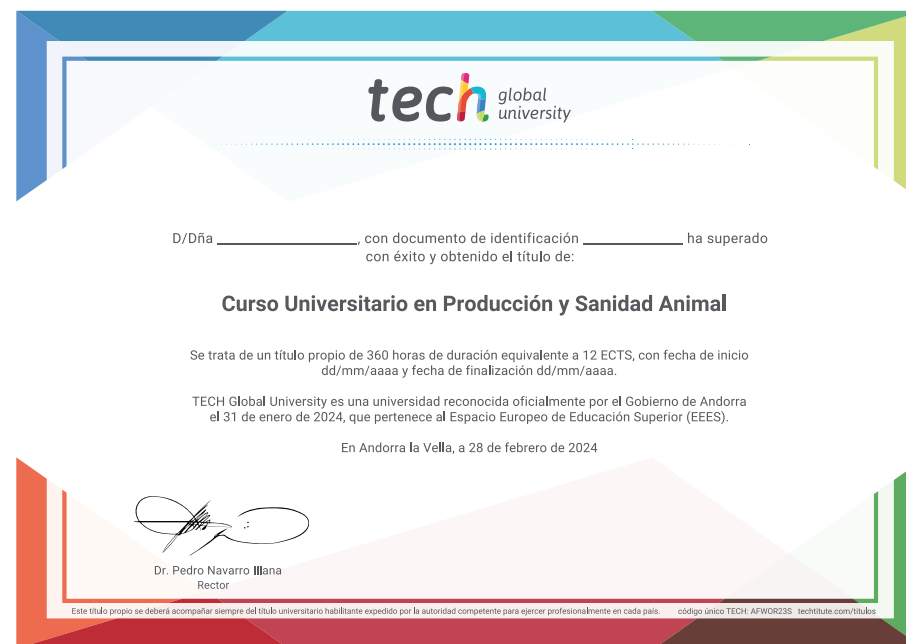 tech global university
D/Dña ____________, con documento de identificación ____________ ha superado
con éxito y obtenido el título de:
Curso Universitario en Producción y Sanidad Animal
Se trata de un título propio de 360 horas de duración equivalente a 12 ECTS, con fecha de inicio
dd/mm/aaaa y fecha de finalización dd/mm/aaaa.
TECH Global University es una universidad reconocida oficialmente por el Gobierno de Andorra
el 31 de enero de 2024, que pertenece al Espacio Europeo de Educación Superior (EEES).
En Andorra la Vella, a 28 de febrero de 2024
Dr. Pedro Navarro Illana
Rector
Este título propio se deberá acompañar siempre del título universitario habilitante expedido por la autoridad competente para ejercer profesionalmente en cada país. código único TECH: AFWOR23S techtitute.com/titulos